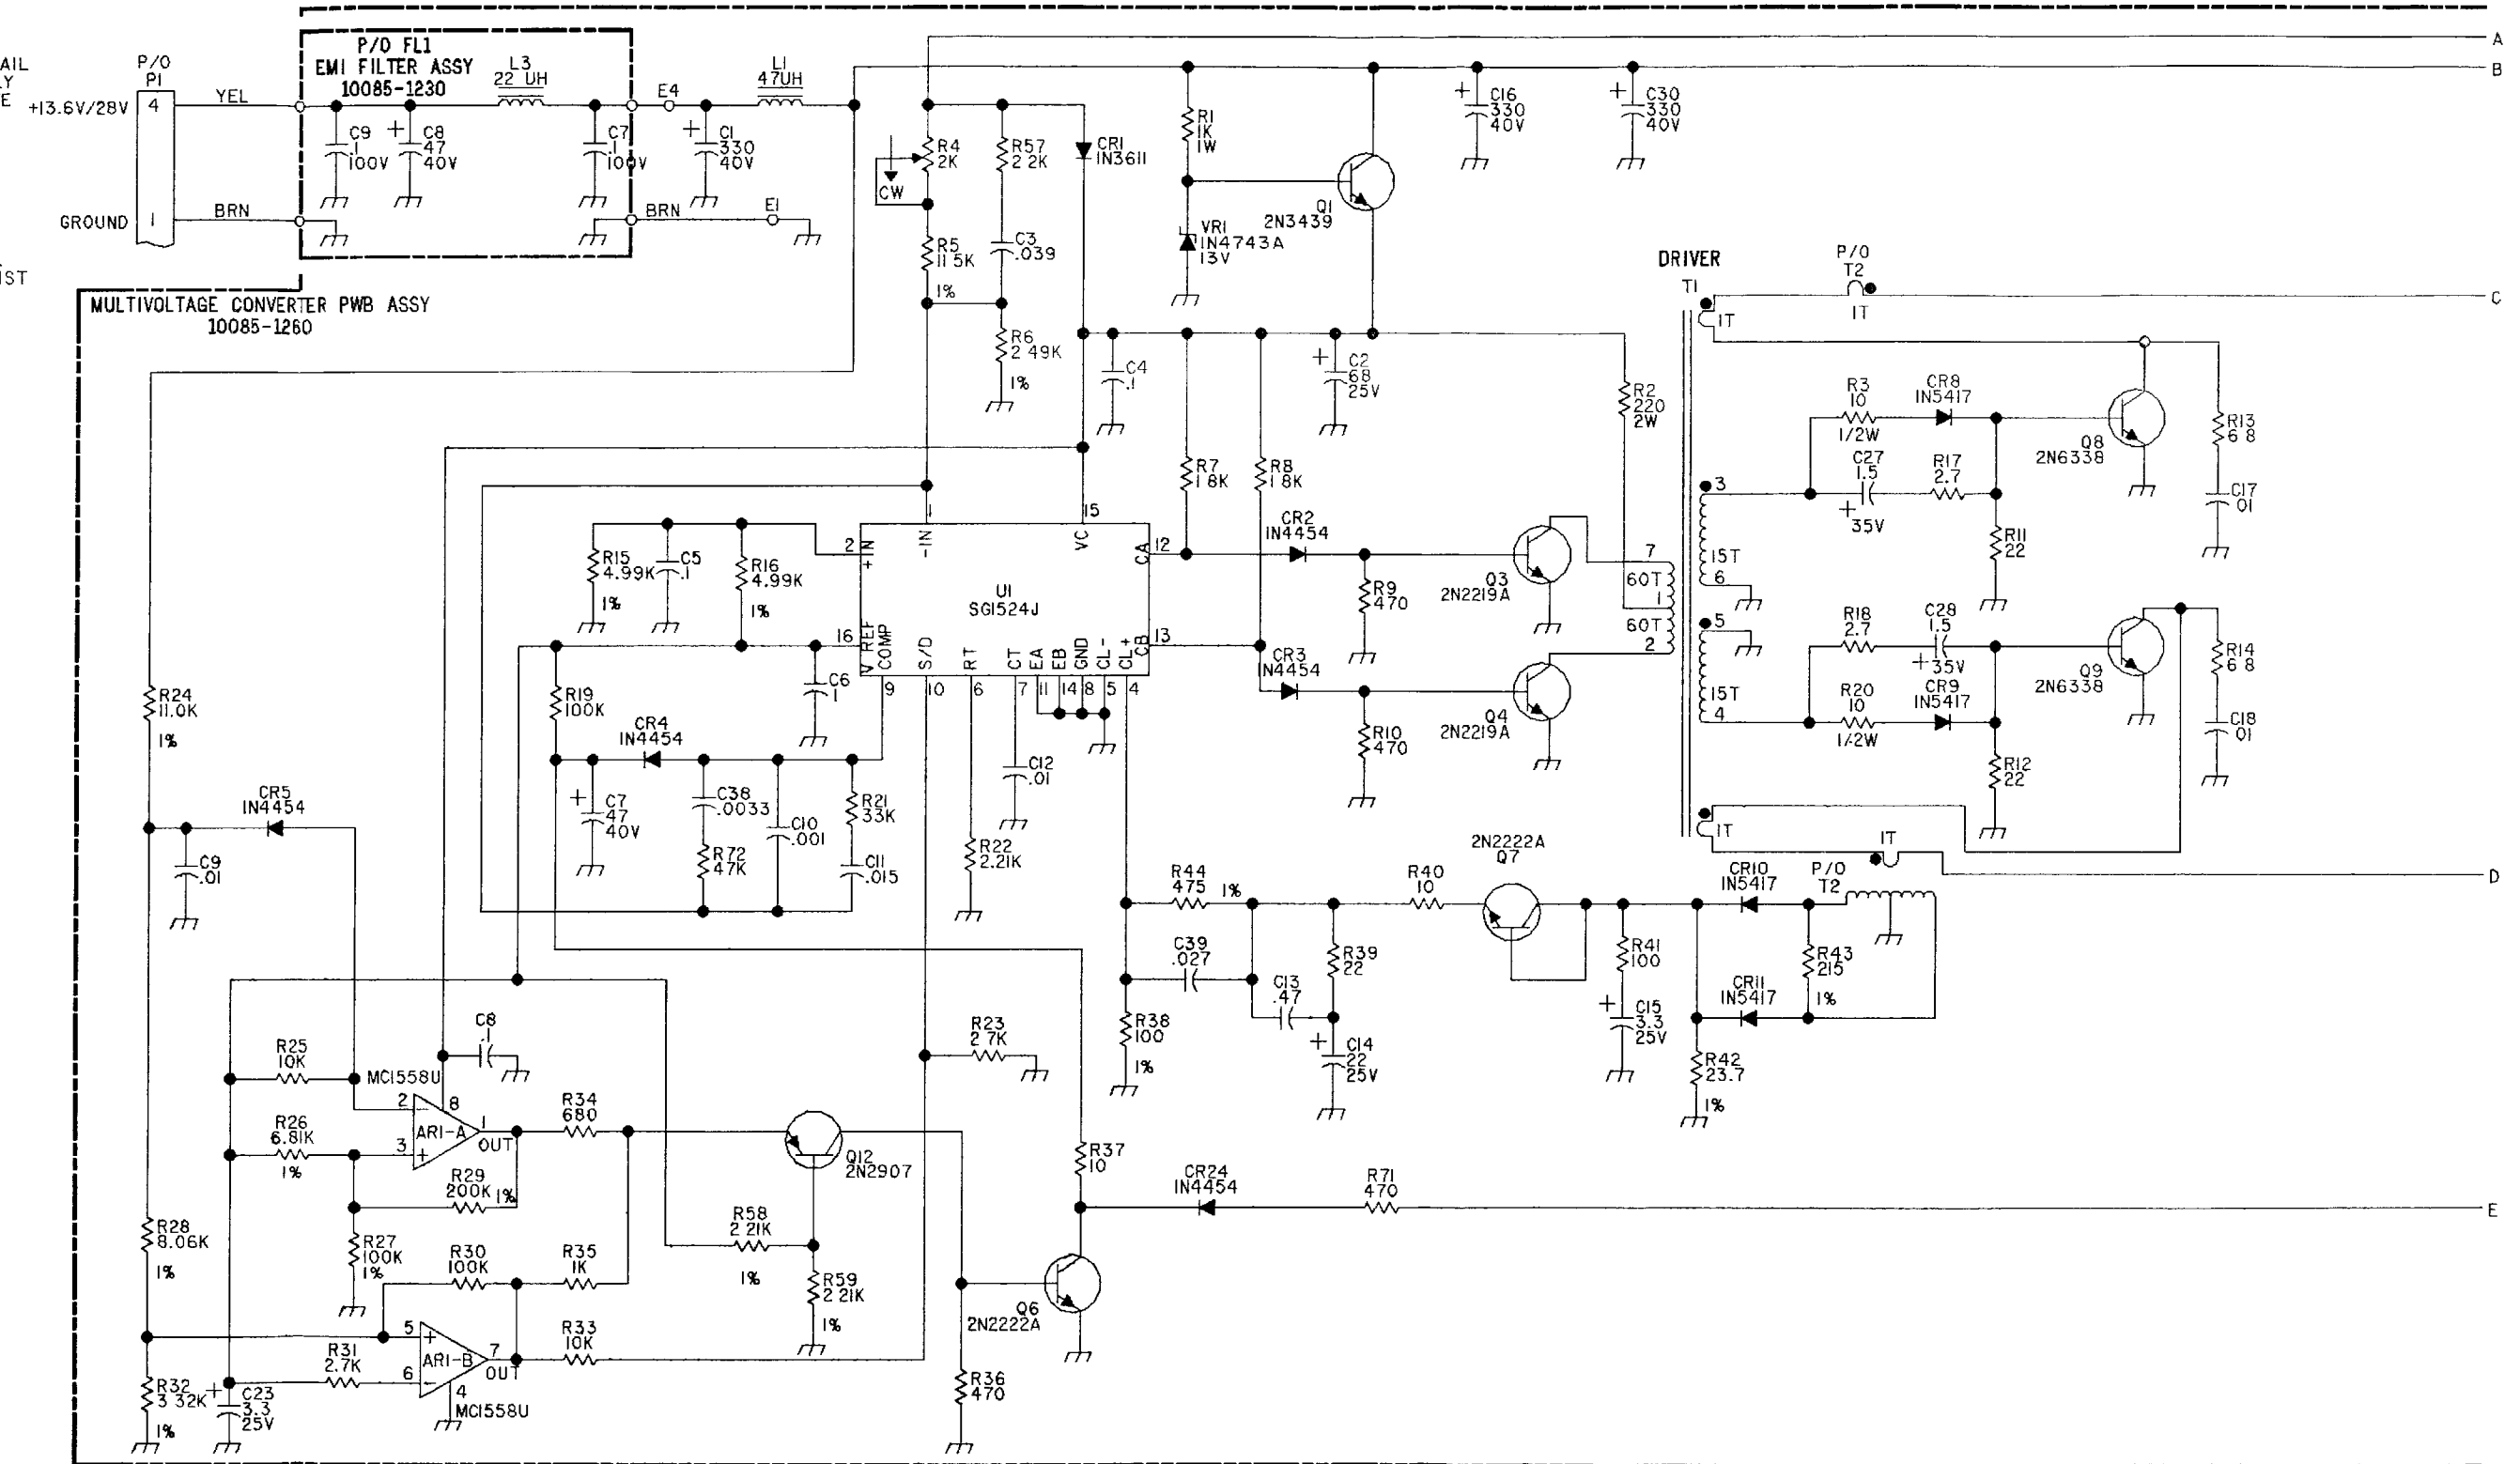 AIL
LY
E
IST
P/O
P1
+13.6V/28V
4
YEL
GROUND
1
BRN
P/O FL1
EMI FILTER ASSY
10085-1230
L3
22 UH
C9
.1
100V
+
C8
47
40V
C7
.1
100V
E4
+
C1
330
40V
L1
47UH
BRN
E1
MULTIVOLTAGE CONVERTER PWB ASSY
10085-1260
A
B
R4
2K
CW
R57
2 2K
CR1
1N3611
R5
11 5K
1%
C3
.039
R6
2 49K
1%
R1
1K
1W
Q1
2N3439
VR1
1N4743A
13V
+
C16
330
40V
+
C30
330
40V
C4
.1
+
C2
68
25V
R7
1 8K
R8
1 8K
R2
220
2W
DRIVER
T1
P/O
T2
1T
1T
C
R3
10
1/2W
CR8
1N5417
C27
1.5
+
35V
R17
2.7
Q8
2N6338
R13
6 8
C17
01
R11
22
3
15T
6
5
15T
4
R18
2.7
C28
1.5
+35V
R20
10
1/2W
CR9
1N5417
Q9
2N6338
R14
6 8
C18
01
R12
22
1T
1T
D
R15
4.99K
1%
C5
.1
R16
4.99K
1%
2
+IN
1
-IN
15
VC
12
CA
U1
SG1524J
16
V REF
COMP
S/D
RT
CT
EA
EB
GND
CL-
CL+
CB
13
9
10
6
7
11
14
8
5
4
CR2
1N4454
R9
470
Q3
2N2219A
7
60T
1
60T
2
CR3
1N4454
R10
470
Q4
2N2219A
R24
11.0K
1%
R19
100K
C6
1
CR4
1N4454
+
C7
47
40V
C38
.0033
R72
47K
C10
.001
R21
33K
C11
.015
C12
.01
R22
2.21K
CR5
1N4454
C9
.01
2N2222A
Q7
R44
475
1%
R40
10
CR10
1N5417
P/O
T2
C39
.027
C13
.47
R39
22
R41
100
R43
215
1%
CR11
1N5417
R38
100
1%
+
C14
22
25V
+
C15
3.3
25V
R42
23.7
1%
R25
10K
C8
.1
MC1558U
R23
2 7K
2
-
8
AR1-A
1
OUT
3
+
R26
6.81K
1%
R34
680
Q12
2N2907
R29
200K
1%
R37
10
CR24
1N4454
R71
470
E
R28
8.06K
1%
R27
100K
1%
R30
100K
R35
1K
R58
2 21K
1%
R59
2 21K
1%
Q6
2N2222A
5
+
AR1-B
7
OUT
6
-
4
MC1558U
R33
10K
R31
2.7K
R32
3 32K
1%
+
C23
3.3
25V
R36
470